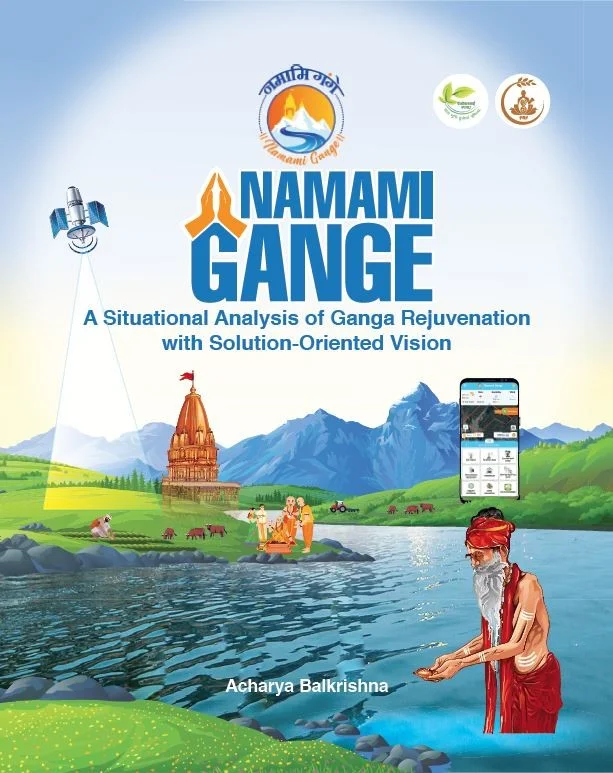 नमामि गंगे
Namami Gange
NAMAMI
GANGE
A Situational Analysis of Ganga Rejuvenation
with Solution-Oriented Vision
Acharya Balkrishna